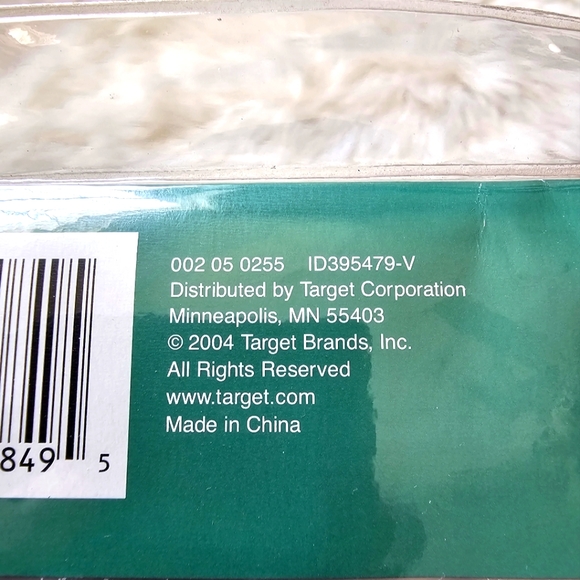 002 05 0255 ID395479-V
Distributed by Target Corporation
Minneapolis, MN 55403
© 2004 Target Brands, Inc.
All Rights Reserved
www.target.com
Made in China
849 5